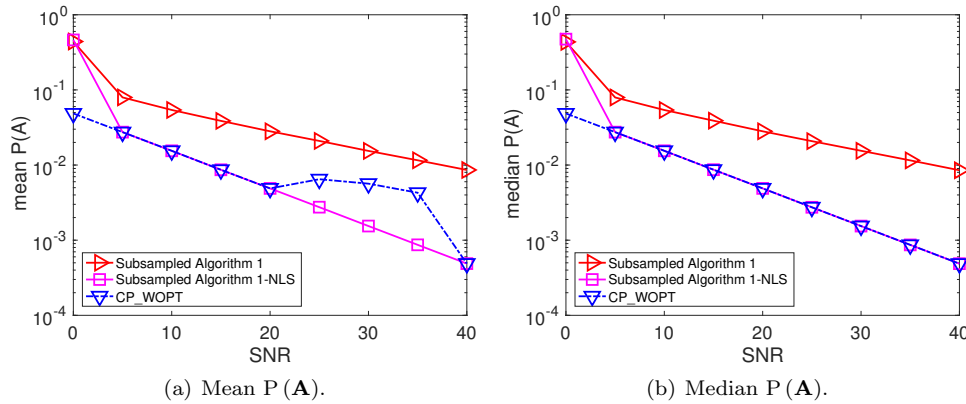 10^0
10^-1
10^-2
10^-3
10^-4
mean P(A)
0 10 20 30 40
SNR
Subsampled Algorithm 1
Subsampled Algorithm 1-NLS
CP_WOPT
(a) Mean P (A).
10^0
10^-1
10^-2
10^-3
10^-4
median P(A)
0 10 20 30 40
SNR
Subsampled Algorithm 1
Subsampled Algorithm 1-NLS
CP_WOPT
(b) Median P (A).